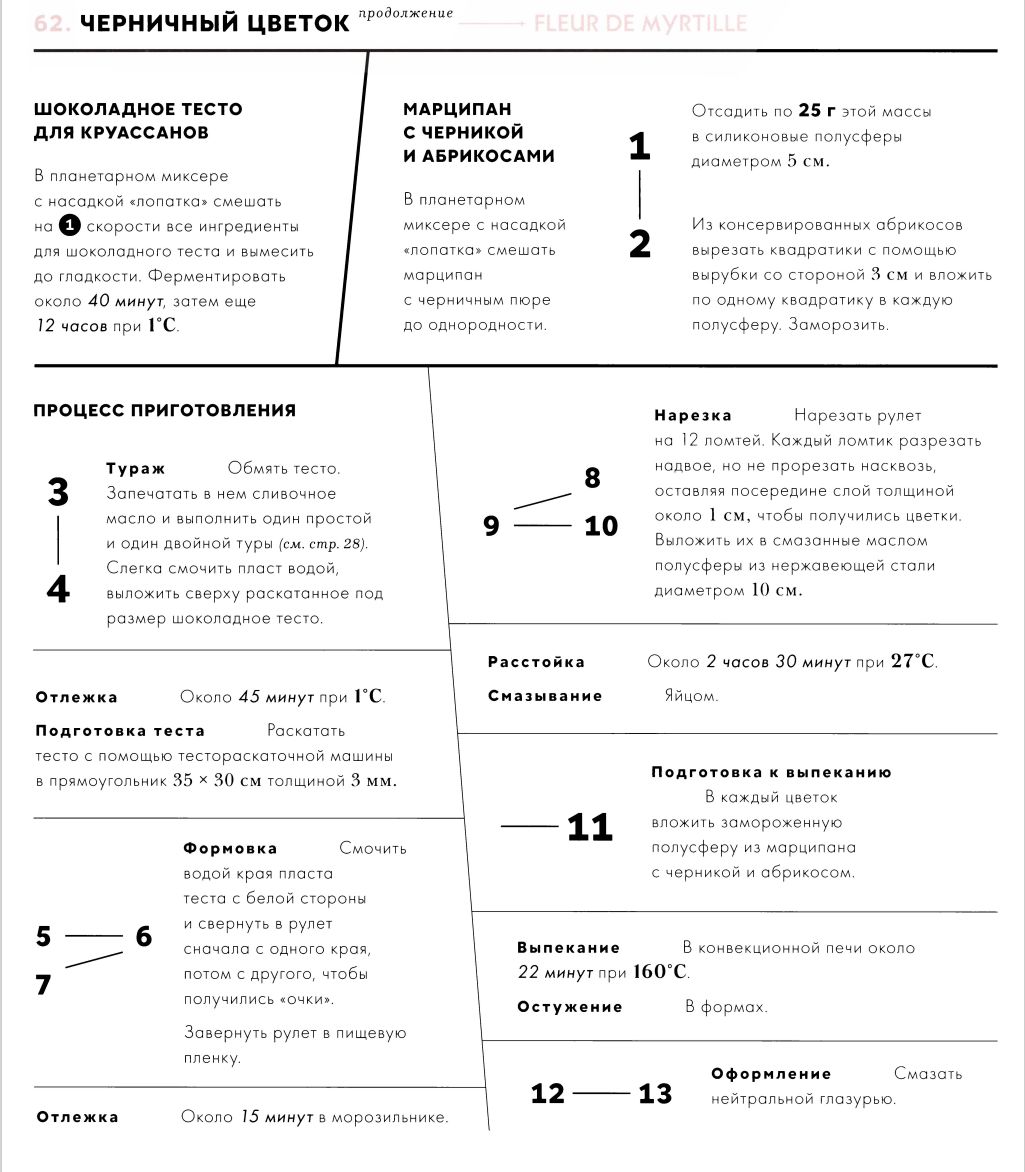 62. ЧЕРНИЧНЫЙ ЦВЕТОК продолжение FLEUR DE MYRTILLE
ШОКОЛАДНОЕ ТЕСТО
ДЛЯ КРУАССАНОВ
В планетарном миксере
с насадкой «лопатка» смешать
на 1 скорости все ингредиенты
для шоколадного теста и вымесить
до гладкости. Ферментировать
около 40 минут, затем еще
12 часов при 1°C.
МАРЦИПАН
С ЧЕРНИКОЙ
И АБРИКОСАМИ
В планетарном
миксере с насадкой
«лопатка» смешать
марципан
с черничным пюре
до однородности.
1
2
Отсадить по 25 г этой массы
в силиконовые полусферы
диаметром 5 см.
Из консервированных абрикосов
вырезать квадратики с помощью
вырубки со стороной 3 см и вложить
по одному квадратику в каждую
полусферу. Заморозить.
ПРОЦЕСС ПРИГОТОВЛЕНИЯ
3
4
Тураж Обмять тесто.
Запечатать в нем сливочное
масло и выполнить один простой
и один двойной туры (см. стр. 28).
Слегка смочить пласт водой,
выложить сверху раскатанное под
размер шоколадное тесто.
Отлежка Около 45 минут при 1°C.
Подготовка теста Раскатать
тесто с помощью тестораскаточной машины
в прямоугольник 35 × 30 см толщиной 3 мм.
5 6
7
Формовка Смочить
водой края пласта
теста с белой стороны
и свернуть в рулет
сначала с одного края,
потом с другого, чтобы
получились «очки».
Завернуть рулет в пищевую
пленку.
Отлежка Около 15 минут в морозильнике.
8
9 10
Нарезка Нарезать рулет
на 12 ломтей. Каждый ломтик разрезать
надвое, но не прорезать насквозь,
оставляя посередине слой толщиной
около 1 см, чтобы получились цветки.
Выложить их в смазанные маслом
полусферы из нержавеющей стали
диаметром 10 см.
Расстойка Около 2 часов 30 минут при 27°C.
Смазывание Яйцом.
11
Подготовка к выпеканию
В каждый цветок
вложить замороженную
полусферу из марципана
с черникой и абрикосом.
Выпекание В конвекционной печи около
22 минут при 160°C.
Остужение В формах.
12 13
Оформление Смазать
нейтральной глазурью.